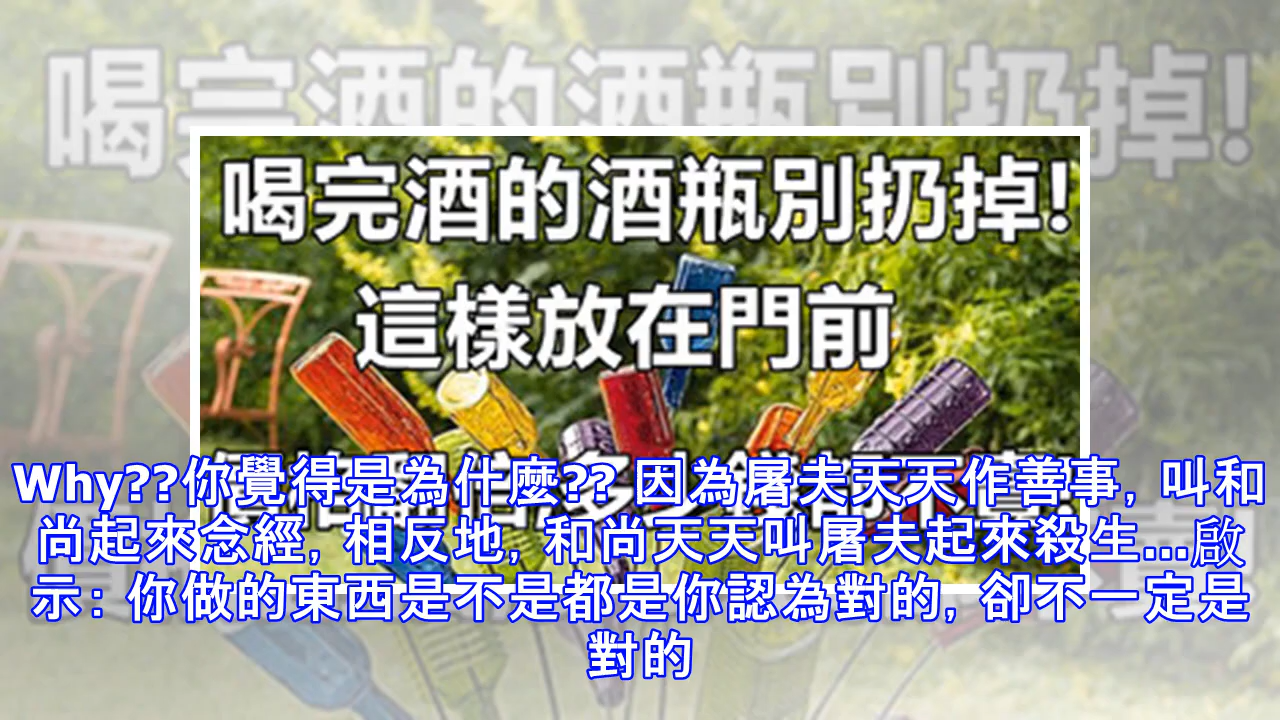 喝完酒的酒瓶別扔掉!
喝完酒的酒瓶別扔掉!
這樣放在門前
Why??你覺得是為什麼?? 因為屠夫天天作善事, 叫和
尚起來念經, 相反地, 和尚天天叫屠夫起來殺生...啟
示: 你做的東西是不是都是你認為對的, 卻不一定是
對的